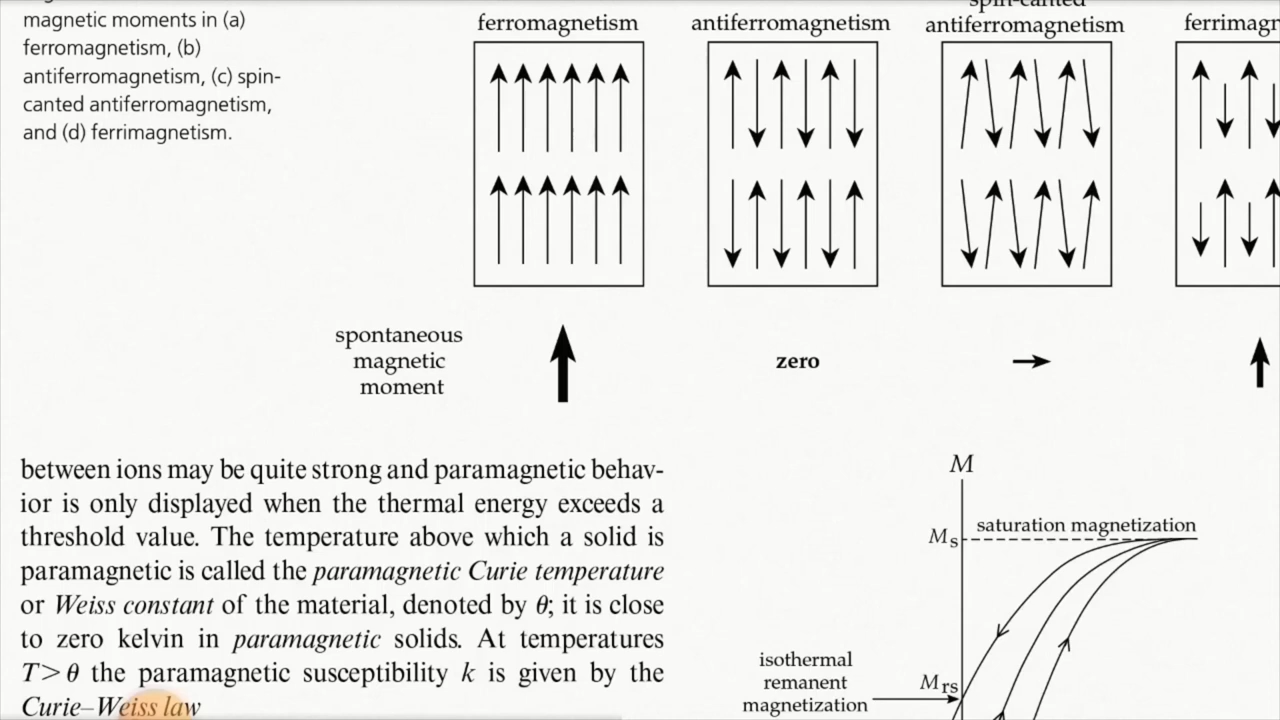 magnetic moments in (a)
ferromagnetism, (b)
antiferromagnetism, (c) spin-
canted antiferromagnetism,
and (d) ferrimagnetism.
ferromagnetism
antiferromagnetism
spin-canted
antiferromagnetism
ferrimagn
spontaneous
magnetic
moment
zero
between ions may be quite strong and paramagnetic behav-
ior is only displayed when the thermal energy exceeds a
threshold value. The temperature above which a solid is
paramagnetic is called the paramagnetic Curie temperature
or Weiss constant of the material, denoted by θ; it is close
to zero kelvin in paramagnetic solids. At temperatures
T > θ the paramagnetic susceptibility k is given by the
Curie–Weiss law
M
saturation magnetization
Ms
isothermal
remanent
magnetization
Mrs